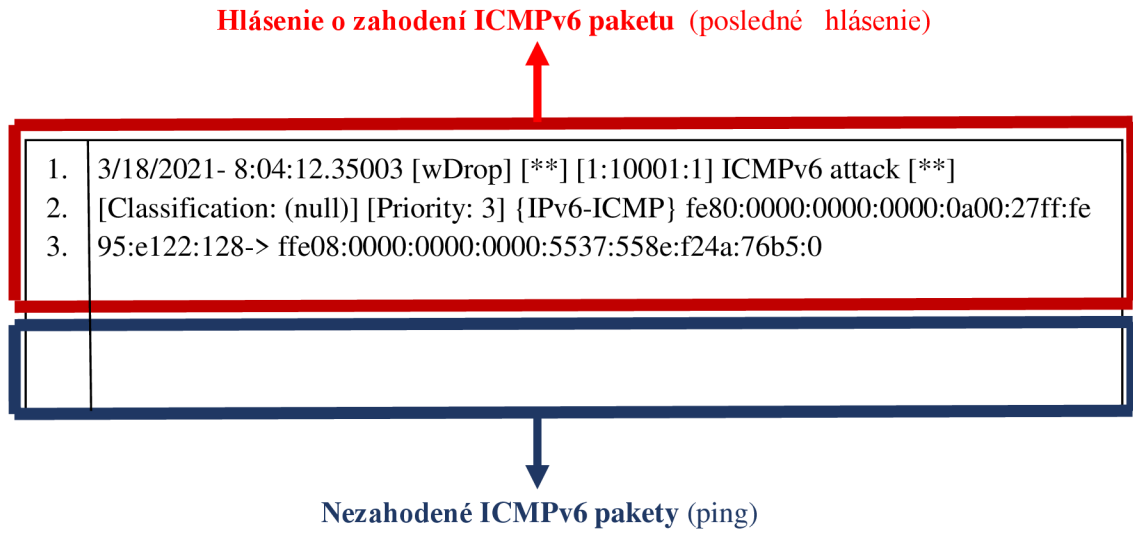 Hlásenie o zahodení ICMPv6 paketu (posledné hlásenie)
1. 3/18/2021- 8:04:12.35003 [wDrop] [**] [1:10001:1] ICMPv6 attack [**]
2. [Classification: (null)] [Priority: 3] {IPv6-ICMP} fe80:0000:0000:0000:0a00:27ff:fe
3. 95:e122:128-> ffe08:0000:0000:0000:5537:558e:f24a:76b5:0
Nezahodené ICMPv6 pakety (ping)